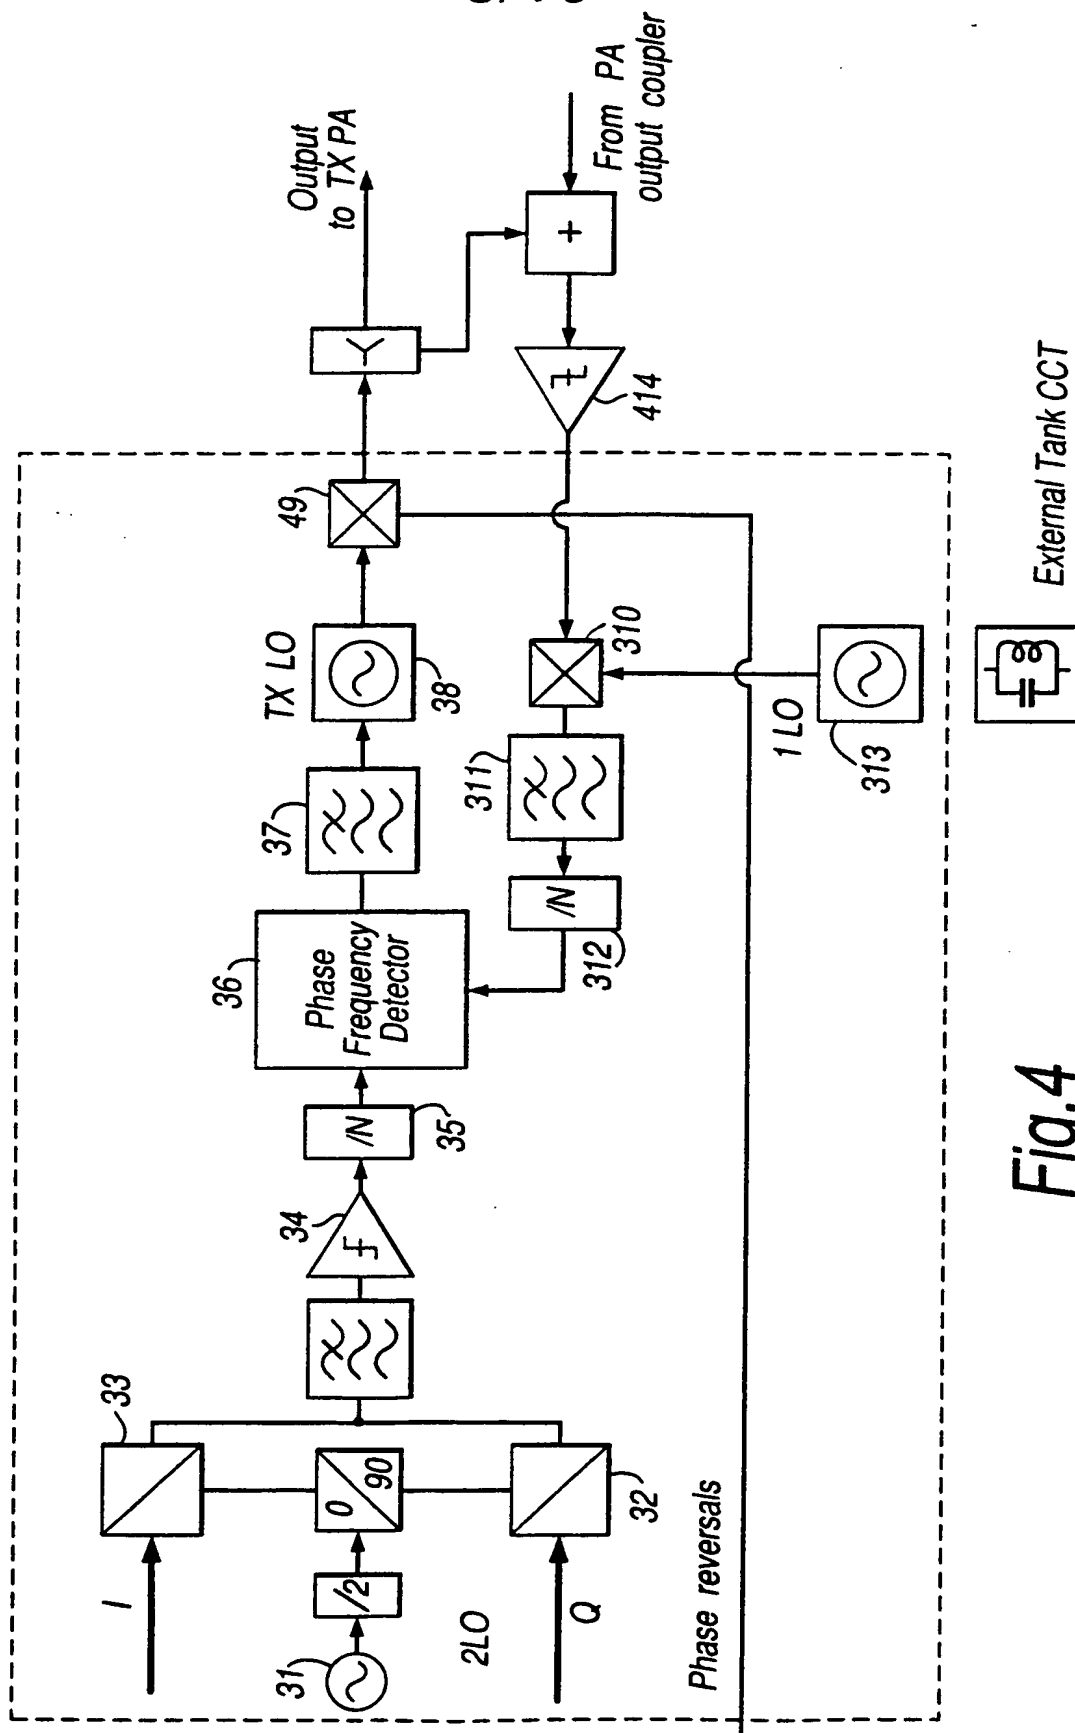 I
33
31
/2
0
90
2LO
Q
32
34
/N
35
36
Phase
Frequency
Detector
37
TX LO
38
49
Output
to TX PA
+
From PA
output coupler
414
310
311
/N
312
1 LO
313
Phase reversals
External Tank CCT
Fig.4